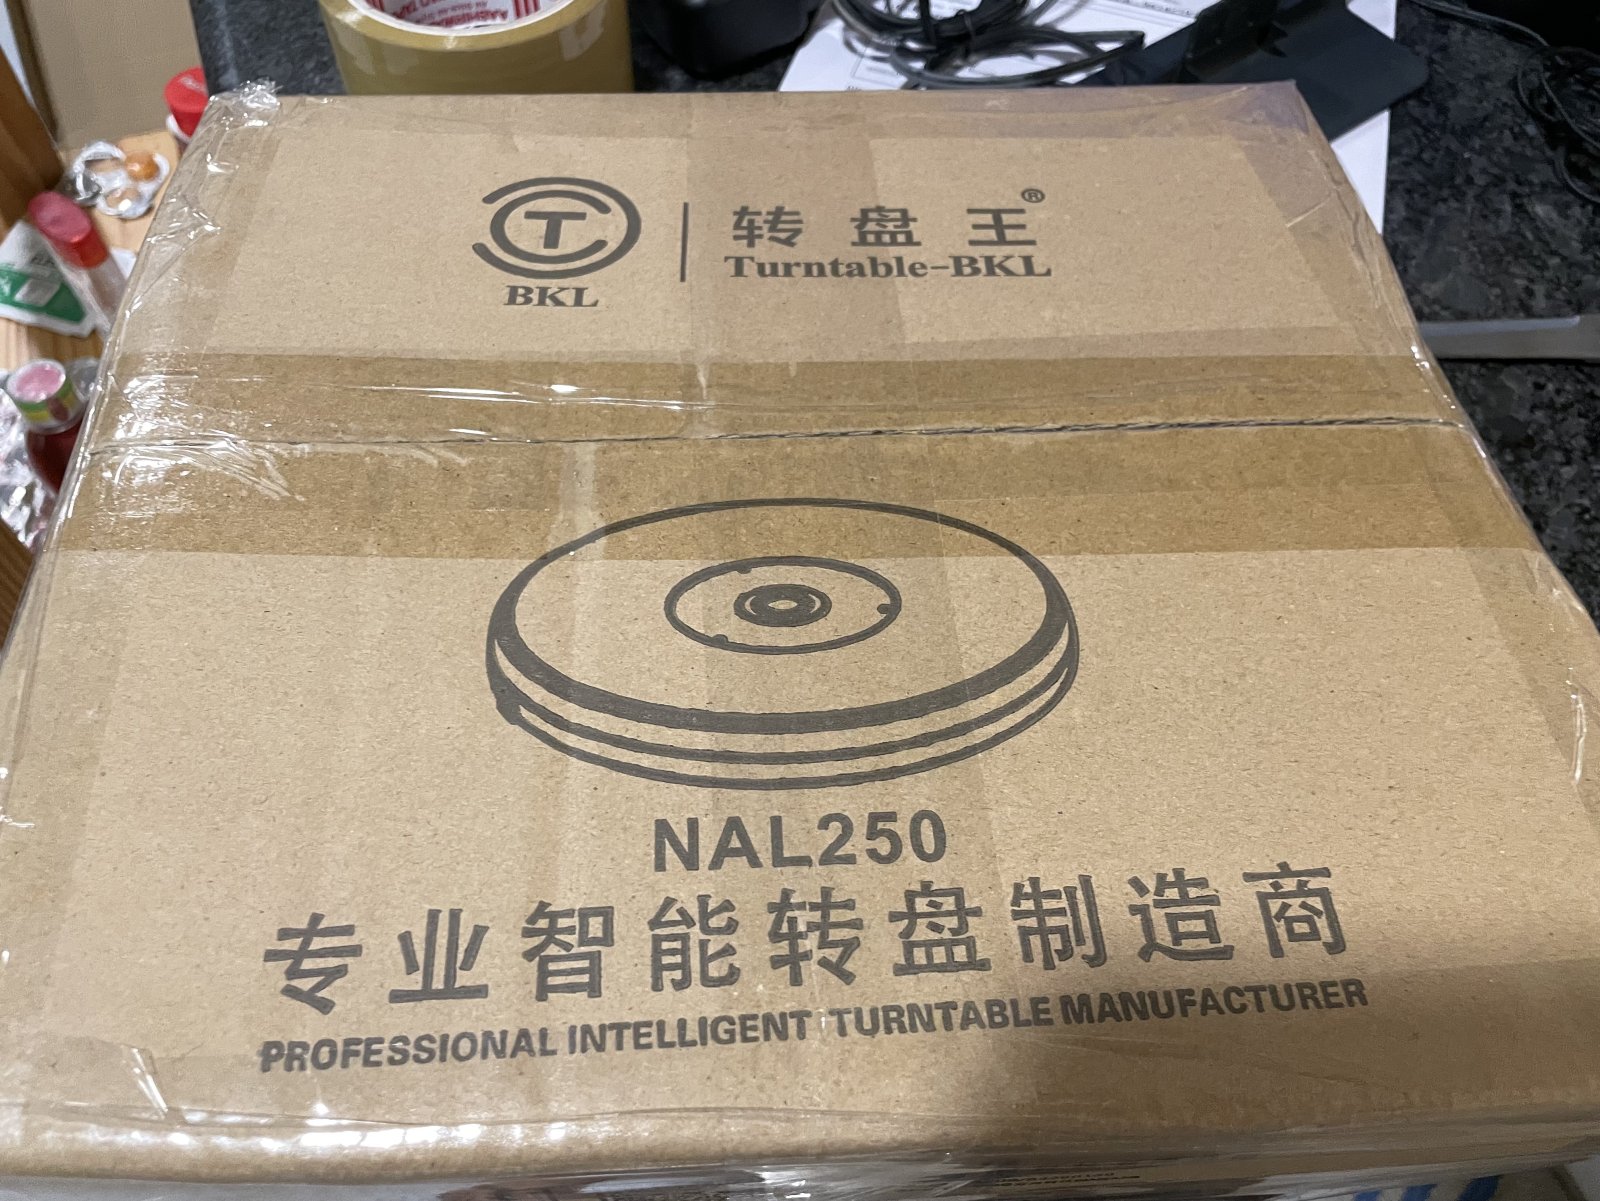 转盘王®
Turntable-BKL
T
BKL
NAL250
专业智能转盘制造商
PROFESSIONAL INTELLIGENT TURNTABLE MANUFACTURER